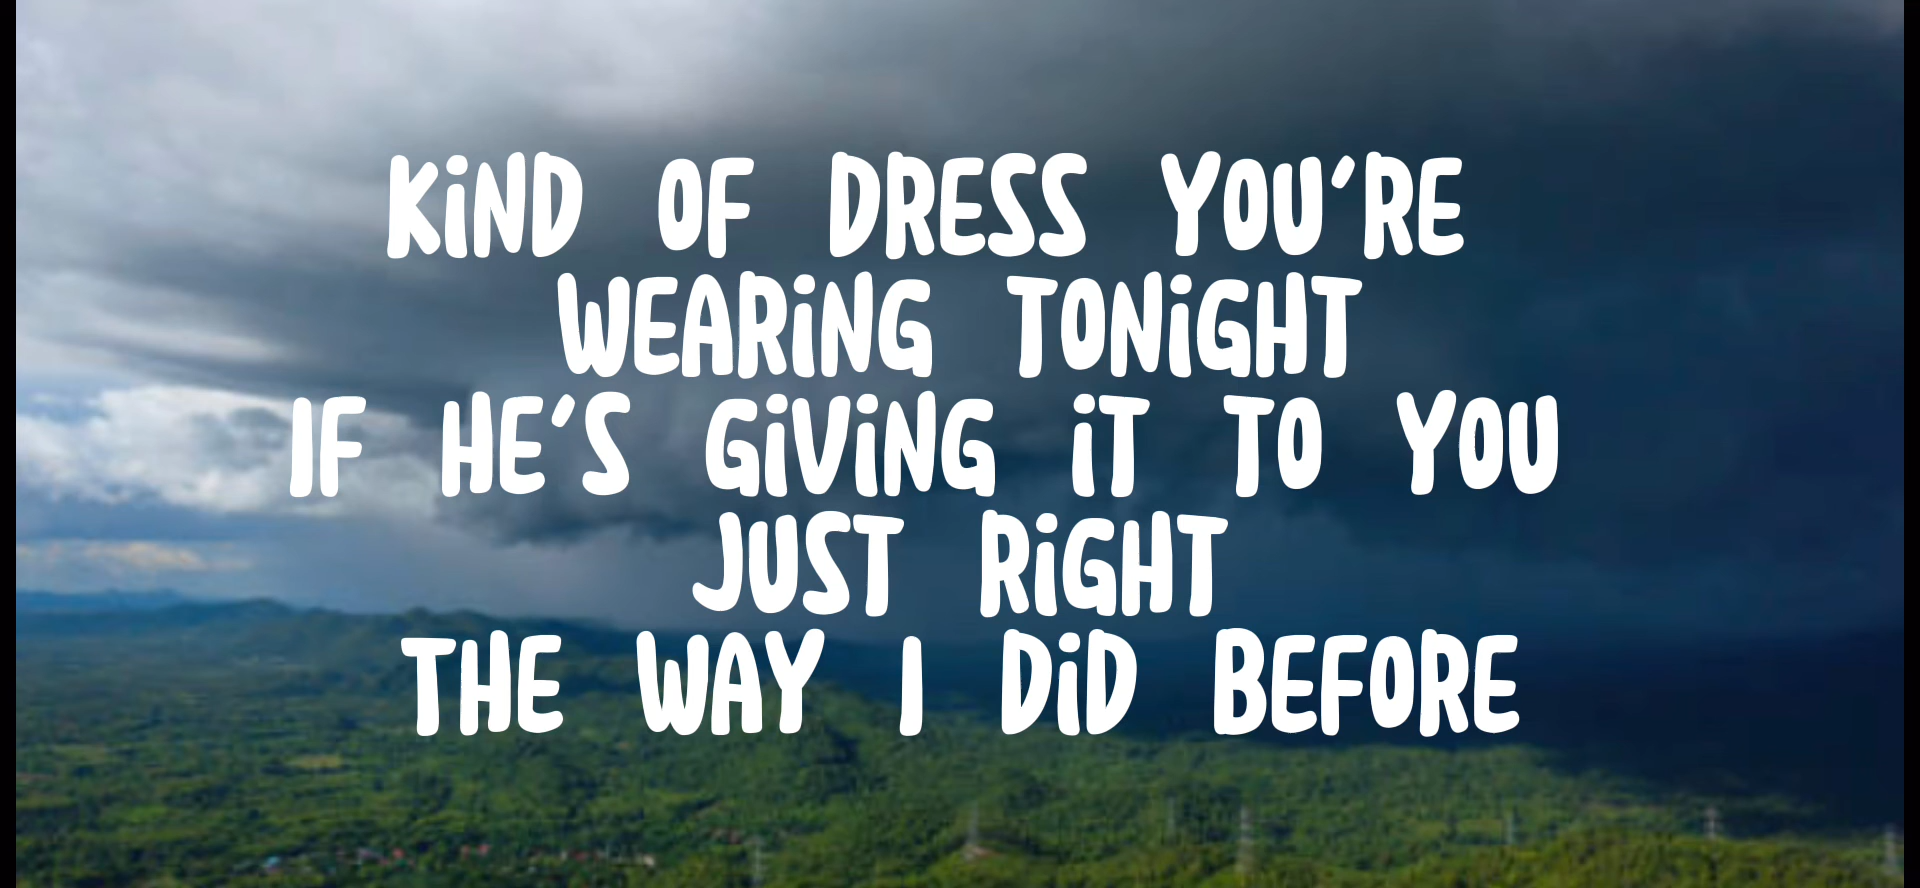 KiND OF DRESS YOU'RE
WEARiNG TONiGHT
IF HE'S GiViNG iT TO YOU
JUST RiGHT
THE WAY I DiD BEFORE